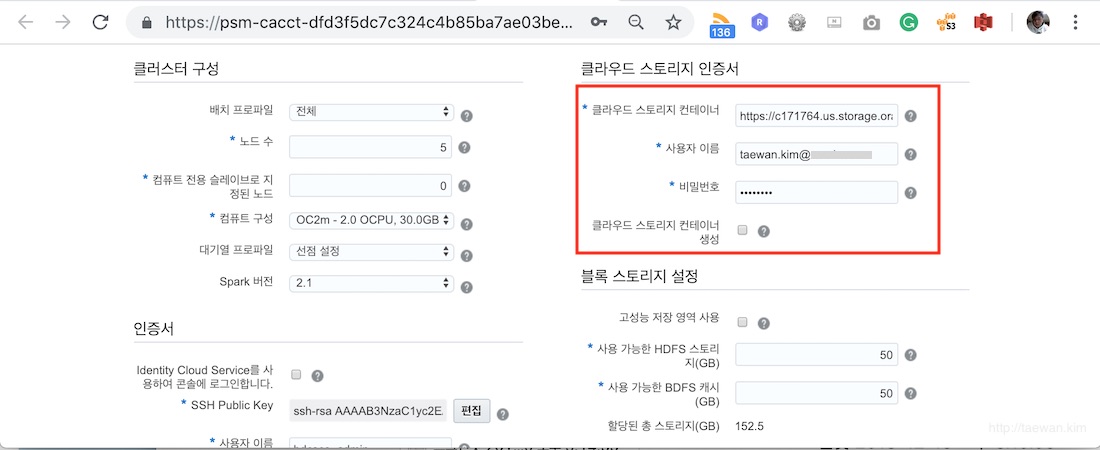 https://psm-cacct-dfd3f5dc7c324c4b85ba7ae03be...
136
R
S3
클러스터 구성
배치 프로파일
전체
* 노드 수
5
* 컴퓨트 전용 슬레이브로 지
정된 노드
0
* 컴퓨트 구성
OC2m - 2.0 OCPU, 30.0GB
대기열 프로파일
선점 설정
Spark 버전
2.1
인증서
Identity Cloud Service를 사
용하여 콘솔에 로그인합니다.
* SSH Public Key
ssh-rsa AAAAB3NzaC1yc2E
편집
* 사용자 이름
클라우드 스토리지 인증서
* 클라우드 스토리지 컨테이너
https://c171764.us.storage.ora
* 사용자 이름
taewan.kim@
* 비밀번호
••••••••
클라우드 스토리지 컨테이너
생성
블록 스토리지 설정
고성능 저장 영역 사용
* 사용 가능한 HDFS 스토리
지(GB)
50
* 사용 가능한 BDFS 캐시
(GB)
50
할당된 총 스토리지(GB)
152.5
http://taewan.kim